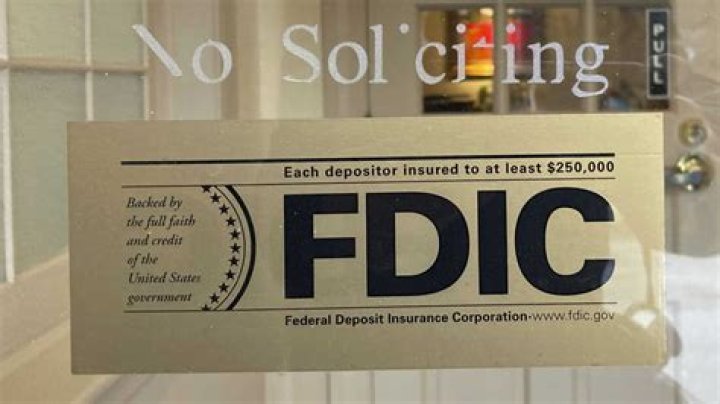 No Soliciting
PULL
Each depositor insured to at least $250,000
Backed by
the full faith
and credit
of the
United States
government
FDIC
Federal Deposit Insurance Corporation-www.fdic.gov